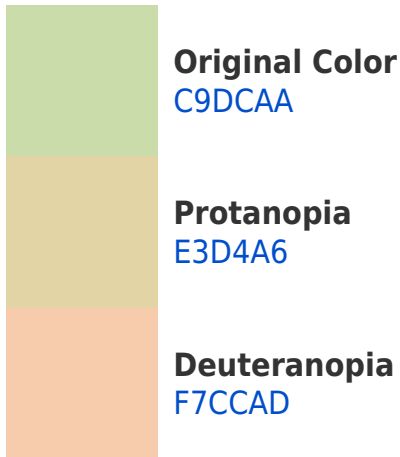 Original Color
C9DCAA
Protanopia
E3D4A6
Deuteranopia
F7CCAD